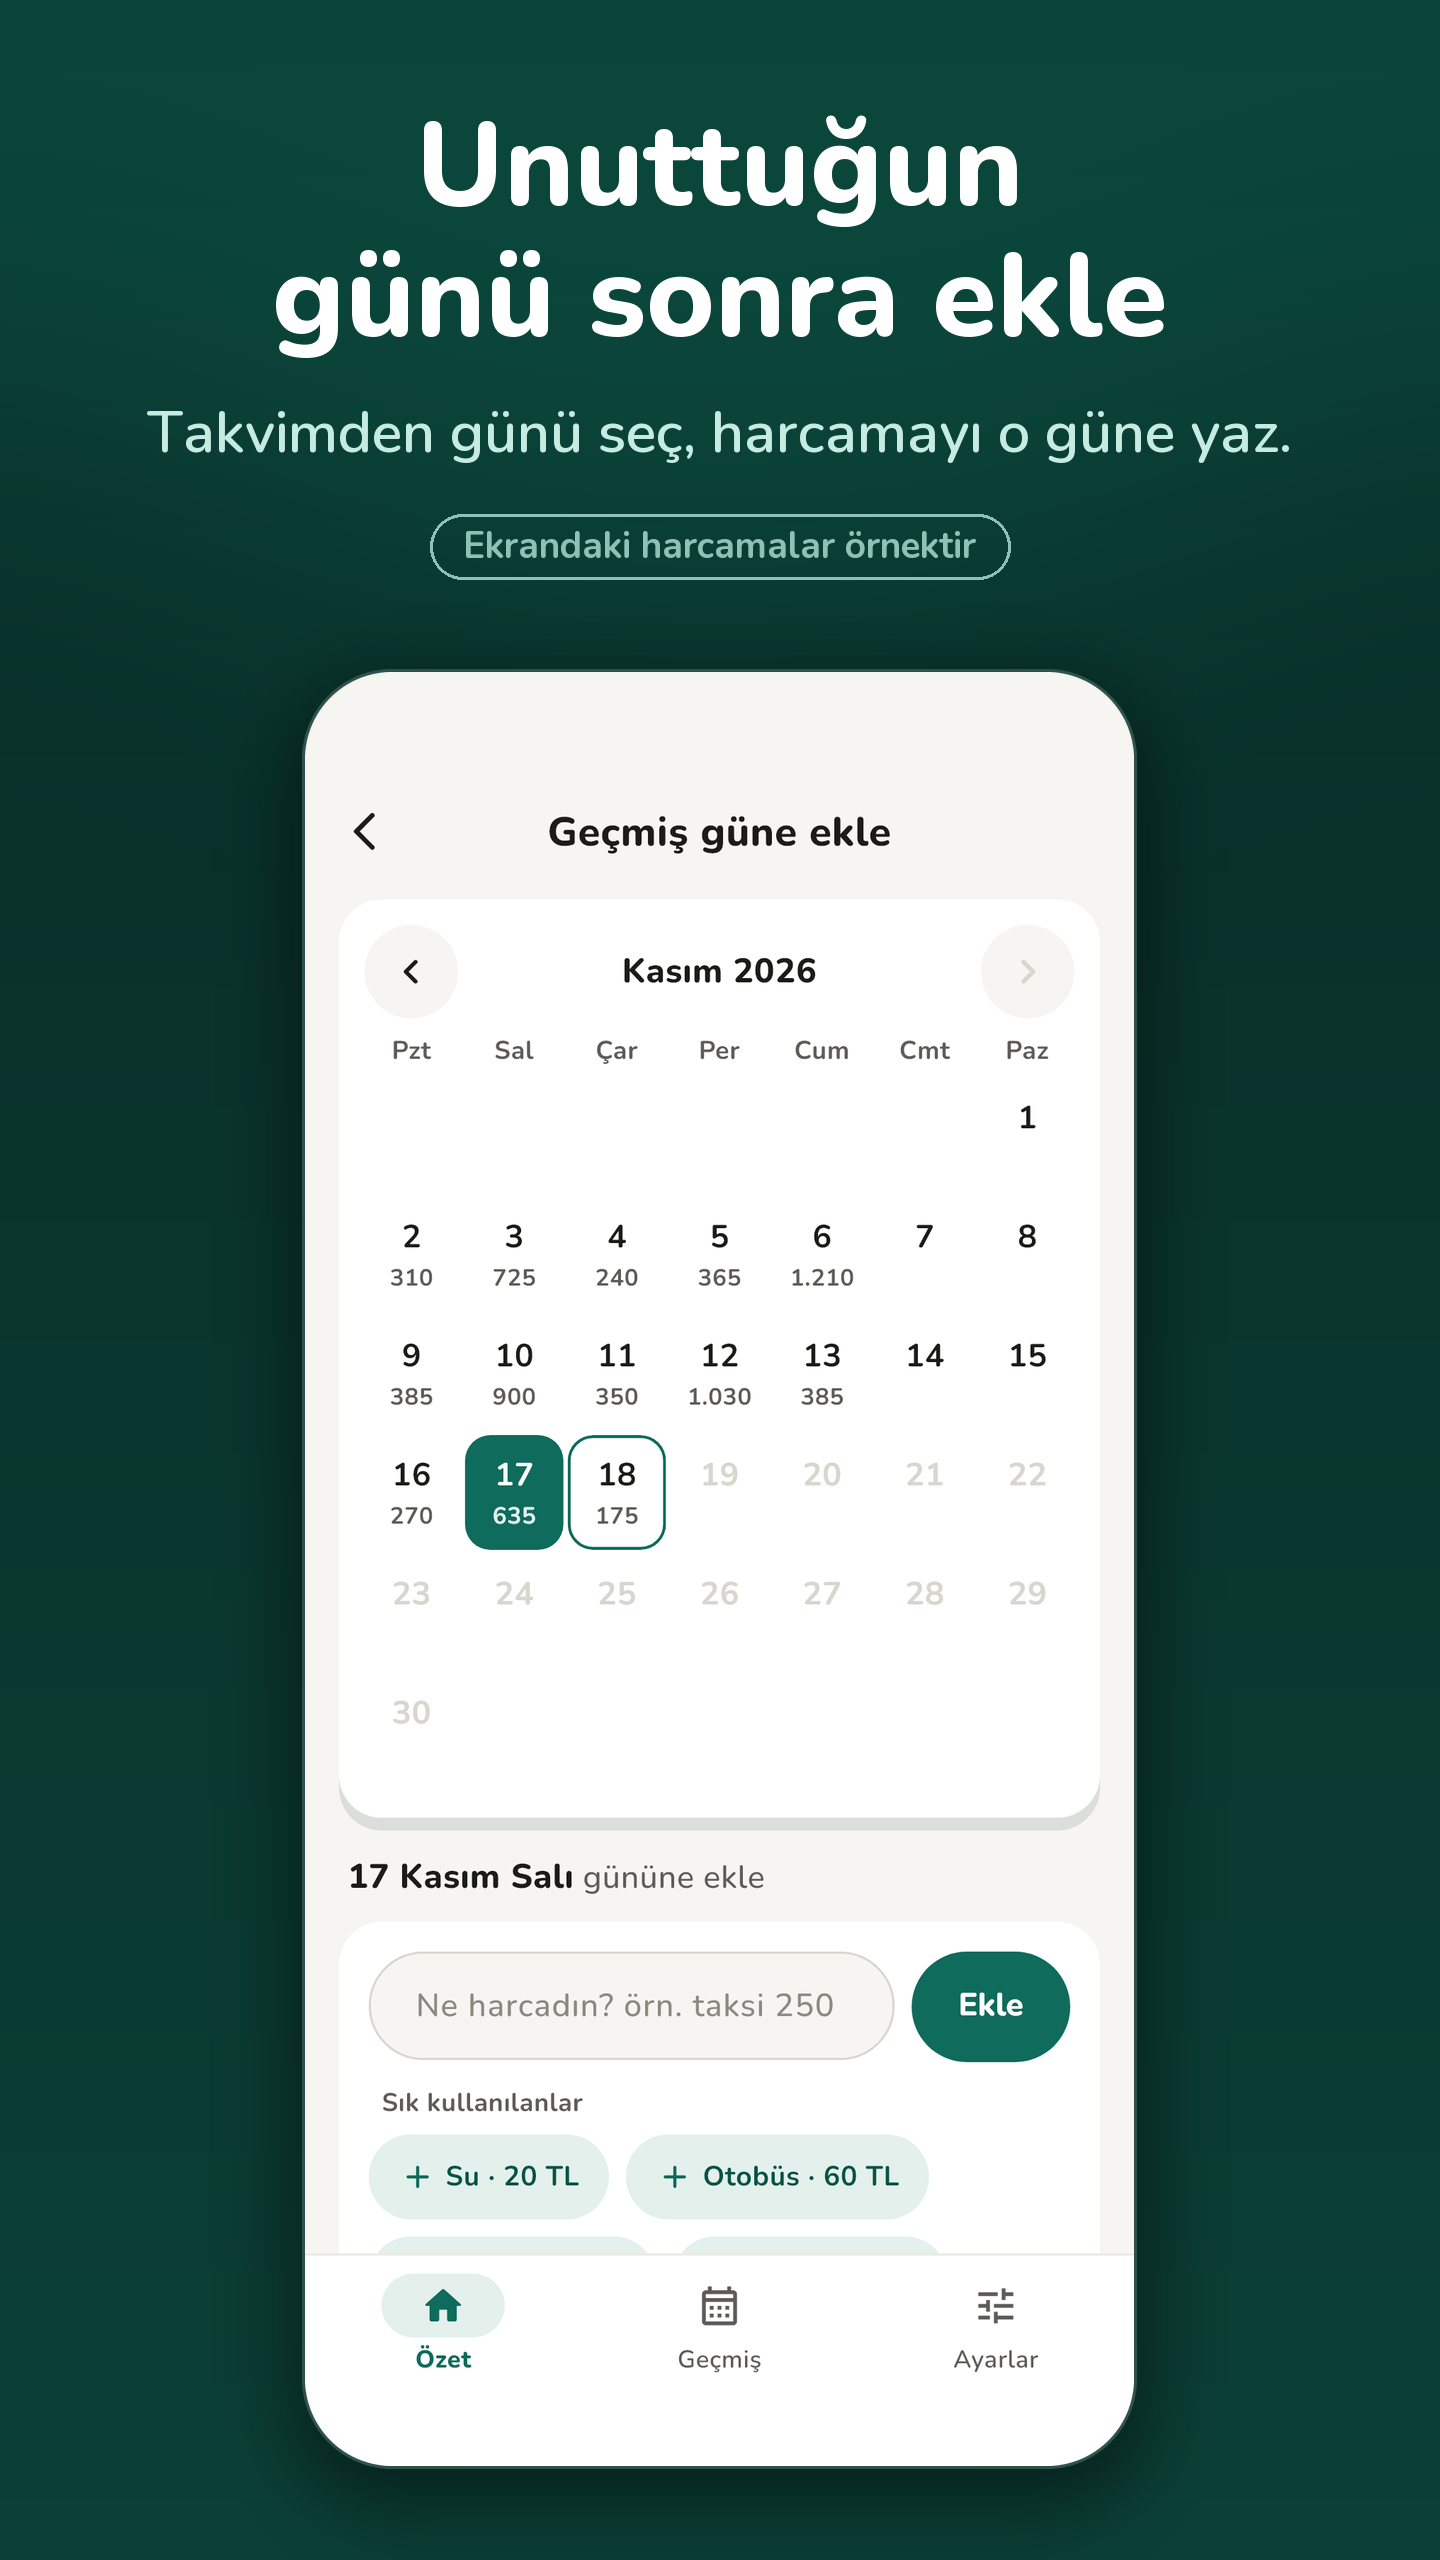 Unuttuğun
günü sonra ekle
Takvimden günü seç, harcamayı o güne yaz.
Ekrandaki harcamalar örnektir
Geçmiş güne ekle
Kasım 2026
Pzt Sal Çar Per Cum Cmt Paz
1
2 3 4 5 6 7 8
310 725 240 365 1.210
9 10 11 12 13 14 15
385 900 350 1.030 385
16 17 18 19 20 21 22
270 635 175
23 24 25 26 27 28 29
30
17 Kasım Salı gününe ekle
Ne harcadın? örn. taksi 250 Ekle
Sık kullanılanlar
+ Su · 20 TL + Otobüs · 60 TL
Özet Geçmiş Ayarlar